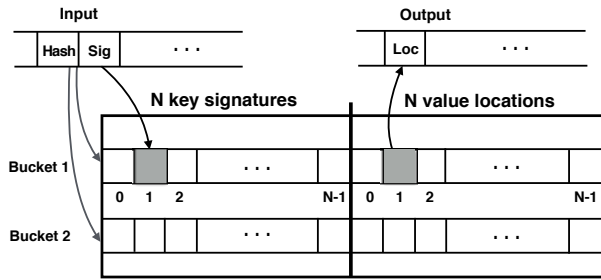 Input Output
Hash Sig . . . Loc . . .
N key signatures N value locations
Bucket 1 . . . . . .
0 1 2 N-1 0 1 2 N-1
Bucket 2 . . . . . .